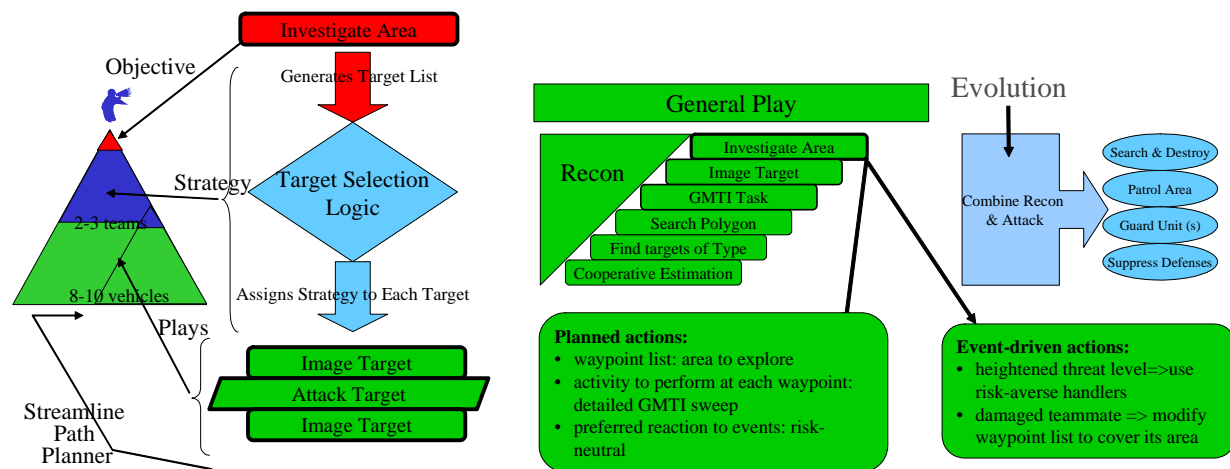 Investigate Area
Objective
Generates Target List
Strategy
Target Selection
Logic
2-3 teams
8-10 vehicles
Assigns Strategy to Each Target
Plays
Image Target
Attack Target
Image Target
Streamline
Path
Planner
General Play
Recon
Investigate Area
Image Target
GMTI Task
Search Polygon
Find targets of Type
Cooperative Estimation
Evolution
Combine Recon
& Attack
Search & Destroy
Patrol Area
Guard Unit (s)
Suppress Defenses
Planned actions:
• waypoint list: area to explore
• activity to perform at each waypoint:
detailed GMTI sweep
• preferred reaction to events: risk-
neutral
Event-driven actions:
• heightened threat level=>use
risk-averse handlers
• damaged teammate => modify
waypoint list to cover its area